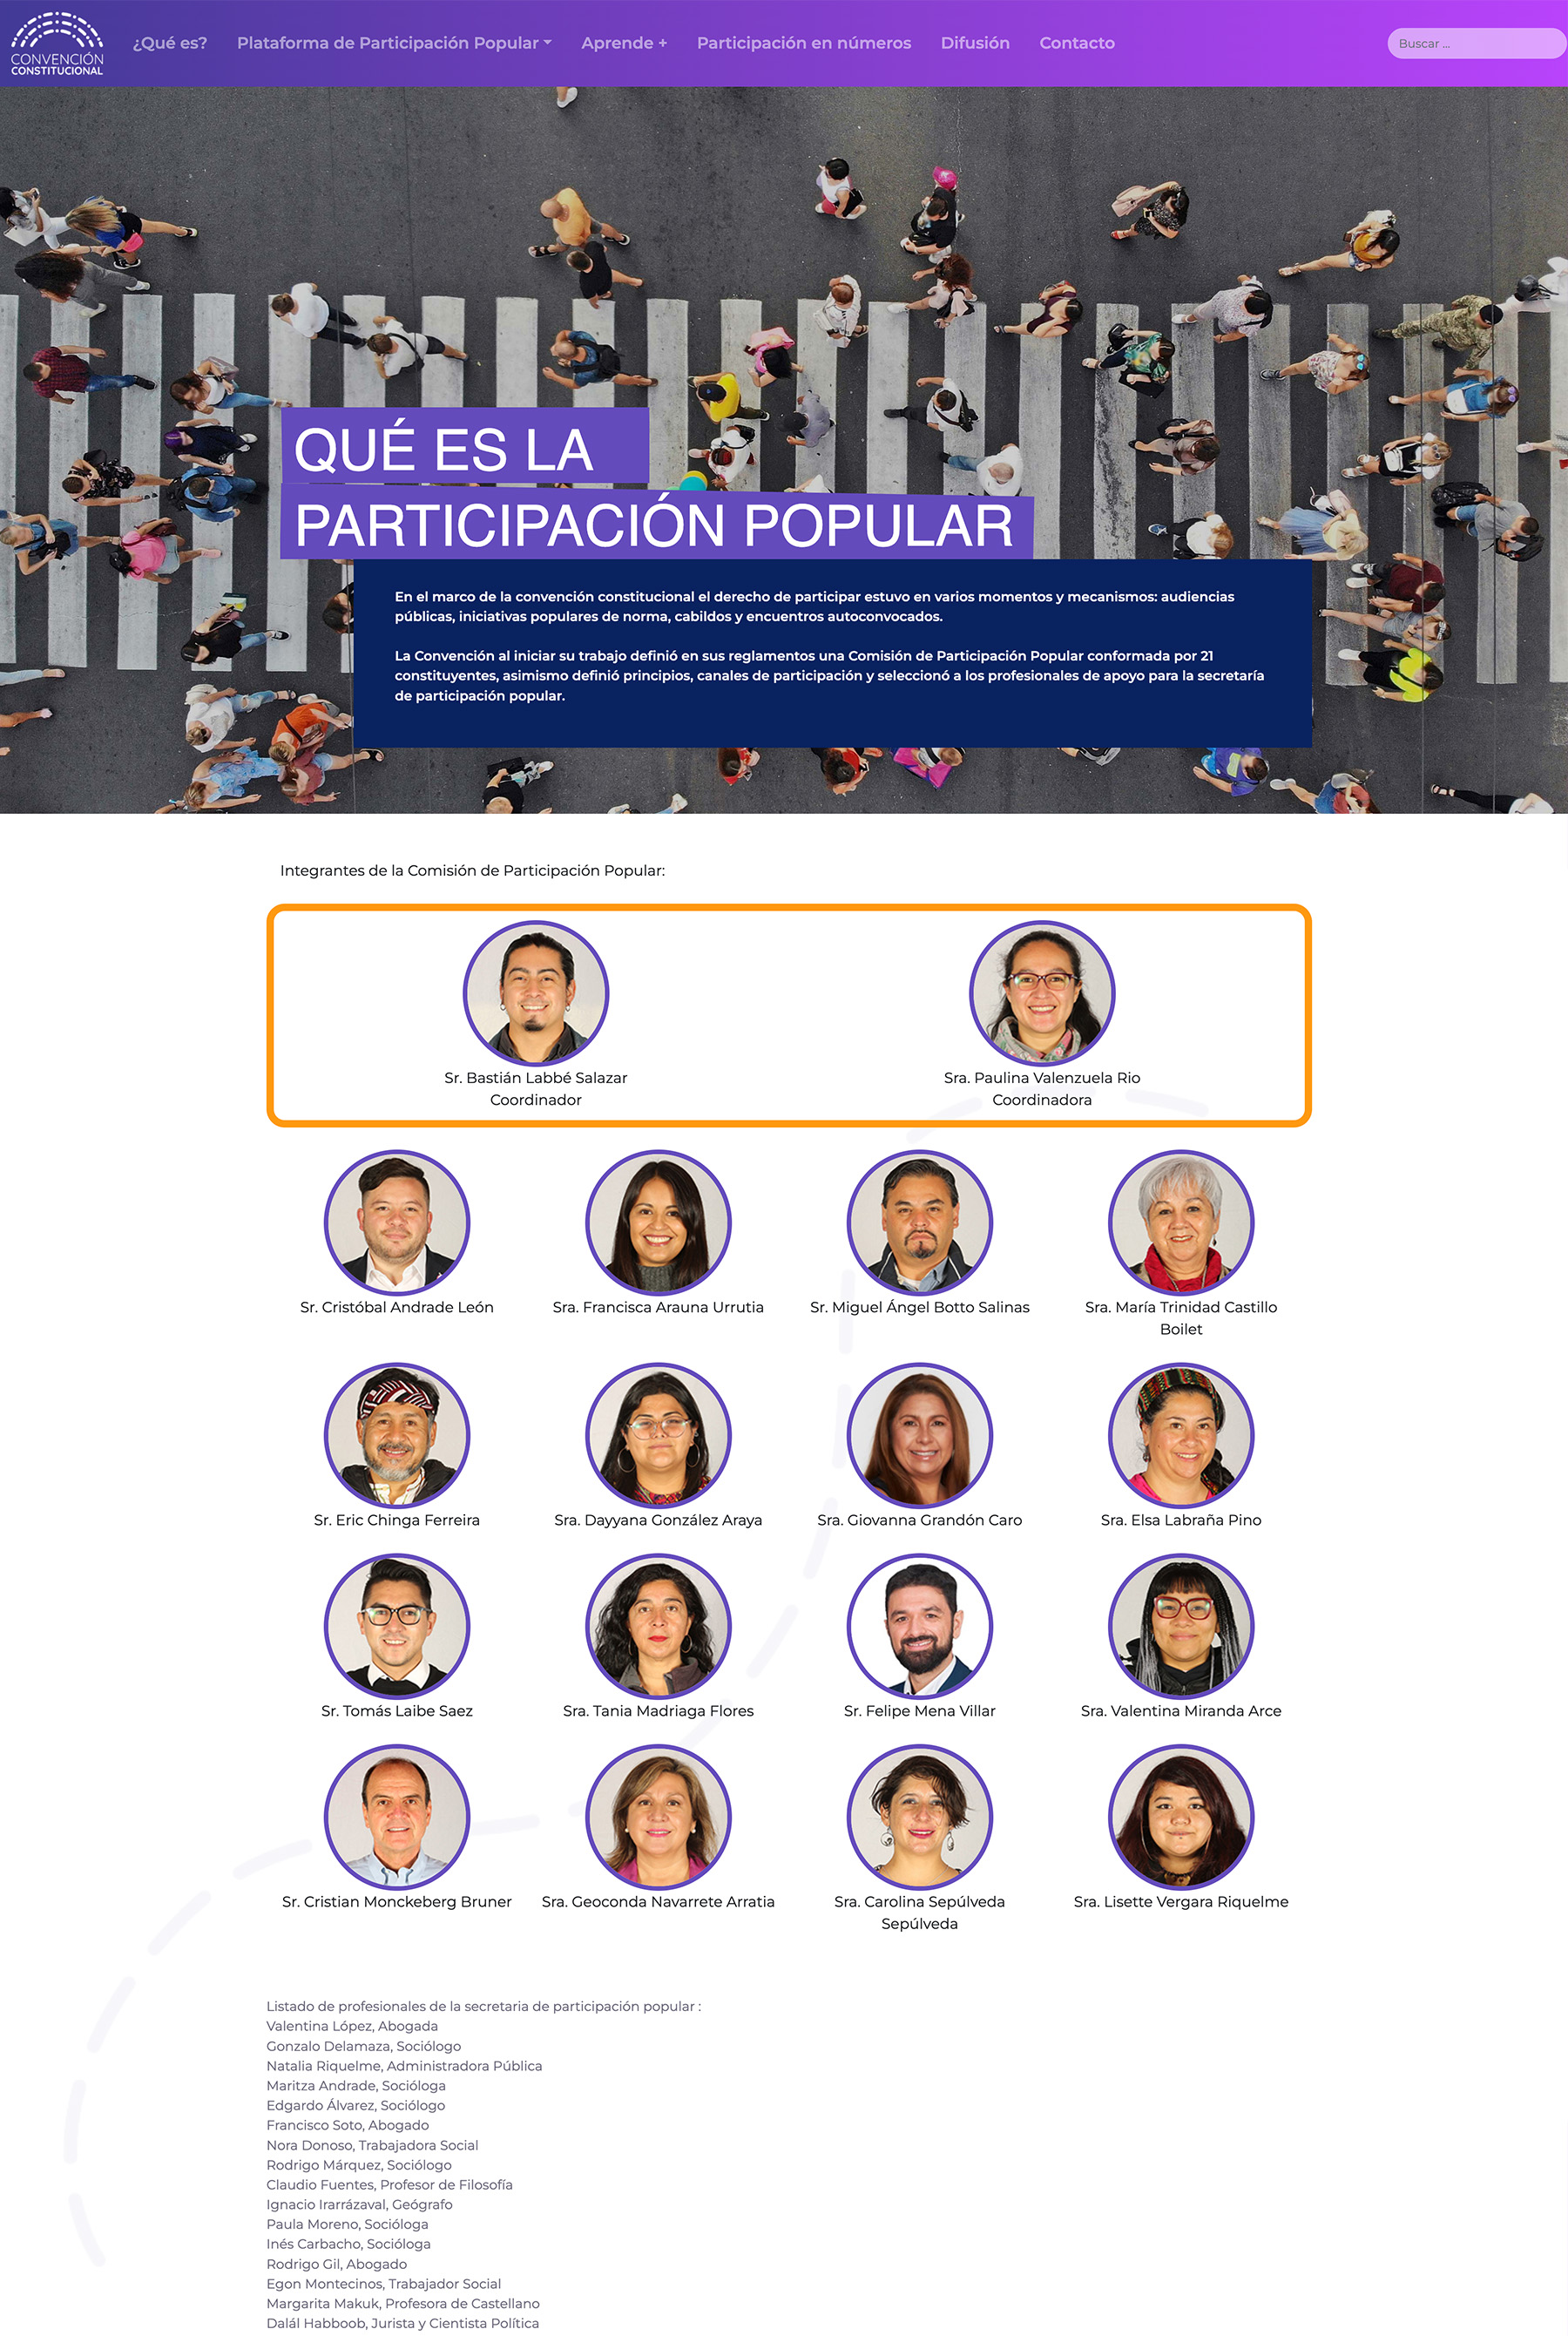 CONVENCIÓN
CONSTITUCIONAL
¿Qué es?
Plataforma de Participación Popular
Aprende +
Participación en números
Difusión
Contacto
Buscar ...
QUÉ ES LA
PARTICIPACIÓN POPULAR
En el marco de la convención constitucional el derecho de participar estuvo en varios momentos y mecanismos: audiencias
públicas, iniciativas populares de norma, cabildos y encuentros autoconvocados.
La Convención al iniciar su trabajo definió en sus reglamentos una Comisión de Participación Popular conformada por 21
constituyentes, asimismo definió principios, canales de participación y seleccionó a los profesionales de apoyo para la secretaría
de participación popular.
Integrantes de la Comisión de Participación Popular:
Sr. Bastián Labbé Salazar
Coordinador
Sra. Paulina Valenzuela Rio
Coordinadora
Sr. Cristóbal Andrade León
Sra. Francisca Arauna Urrutia
Sr. Miguel Ángel Botto Salinas
Sra. María Trinidad Castillo
Boilet
Sr. Eric Chinga Ferreira
Sra. Dayyana González Araya
Sra. Giovanna Grandón Caro
Sra. Elsa Labraña Pino
Sr. Tomás Laibe Saez
Sra. Tania Madriaga Flores
Sr. Felipe Mena Villar
Sra. Valentina Miranda Arce
Sr. Cristian Monckeberg Bruner
Sra. Geoconda Navarrete Arratia
Sra. Carolina Sepúlveda
Sepúlveda
Sra. Lisette Vergara Riquelme
Listado de profesionales de la secretaria de participación popular :
Valentina López, Abogada
Gonzalo Delamaza, Sociólogo
Natalia Riquelme, Administradora Pública
Maritza Andrade, Socióloga
Edgardo Álvarez, Sociólogo
Francisco Soto, Abogado
Nora Donoso, Trabajadora Social
Rodrigo Márquez, Sociólogo
Claudio Fuentes, Profesor de Filosofía
Ignacio Irarrázaval, Geógrafo
Paula Moreno, Socióloga
Inés Carbacho, Socióloga
Rodrigo Gil, Abogado
Egon Montecinos, Trabajador Social
Margarita Makuk, Profesora de Castellano
Dalál Habboob, Jurista y Cientista Política